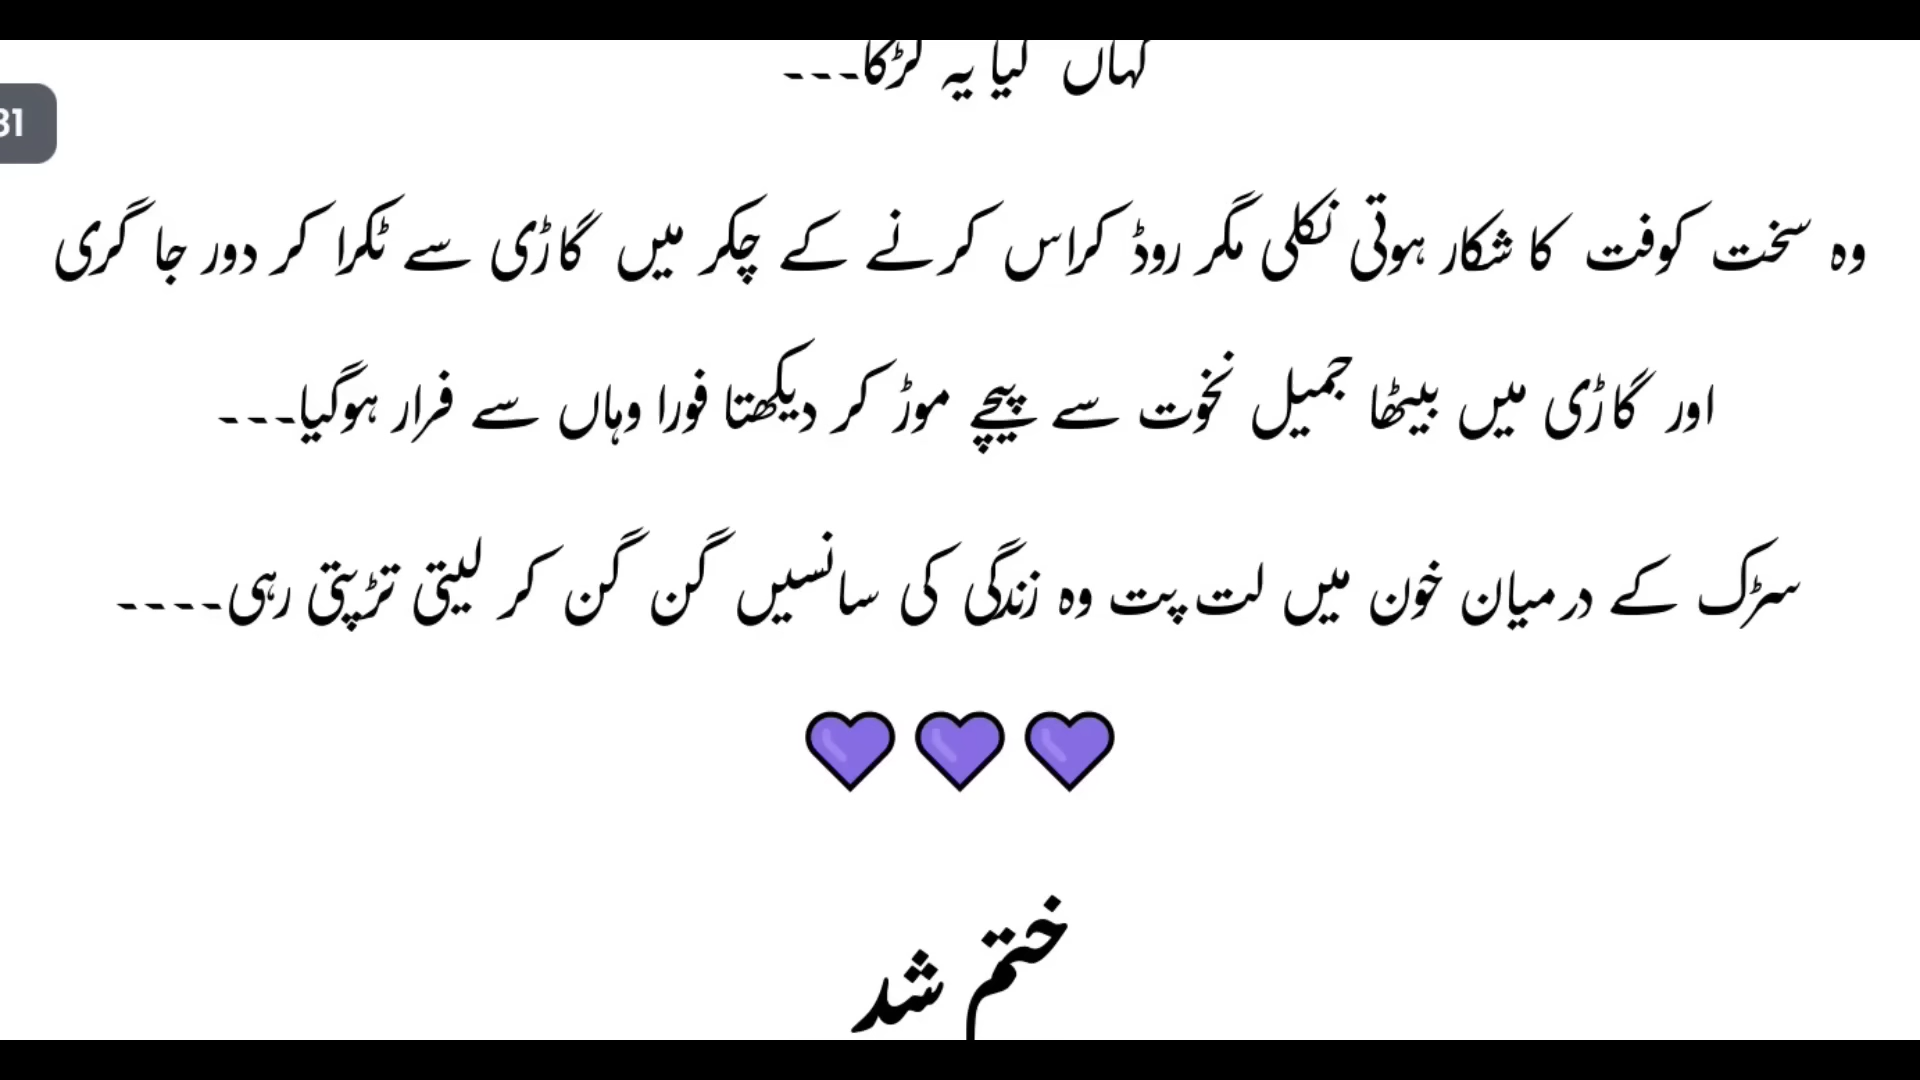 کہاں گیا یہ لڑکا---
31
وہ سخت کوفت کا شکار ہوتی نکلی مگر روڈ کراس کرنے کے چکر میں گاڑی سے ٹکرا کر دور جا گری
اور گاڑی میں بیٹھا جمیل نخوت سے پیچھے موڑ کر دیکھتا فورا وہاں سے فرار ہوگیا---
سڑک کے درمیان خون میں لت پت وہ زندگی کی سانسیں گن گن کر لیتی تڑپتی رہی----
ختم شد